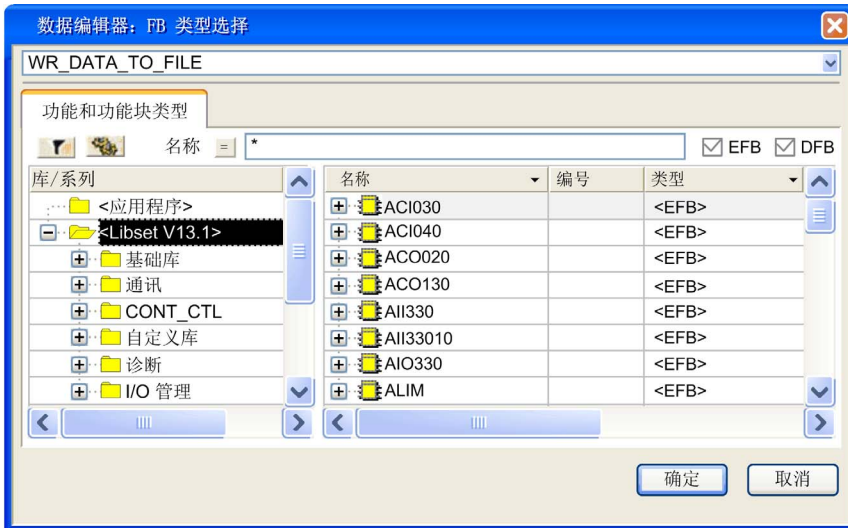 数据编辑器：FB 类型选择
WR_DATA_TO_FILE
功能和功能块类型
名称 = * EFB DFB
库/系列 名称 编号 类型
<应用程序> ACI030 <EFB>
<Libset V13.1> ACI040 <EFB>
基础库 ACO020 <EFB>
通讯 ACO130 <EFB>
CONT_CTL AII330 <EFB>
自定义库 AII33010 <EFB>
诊断 AIO330 <EFB>
I/O 管理 ALIM <EFB>
确定 取消